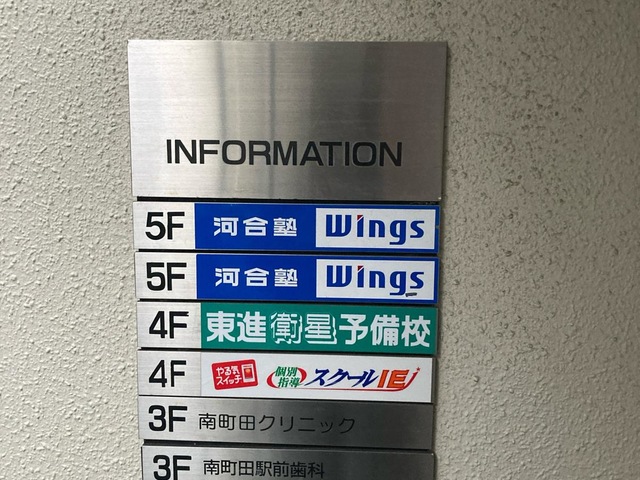 INFORMATION
5F 河合塾 Wings
5F 河合塾 Wings
4F 東進衛星予備校
4F やる気スイッチ 個別指導 スクールIE
3F 南町田クリニック
3F 南町田駅前歯科